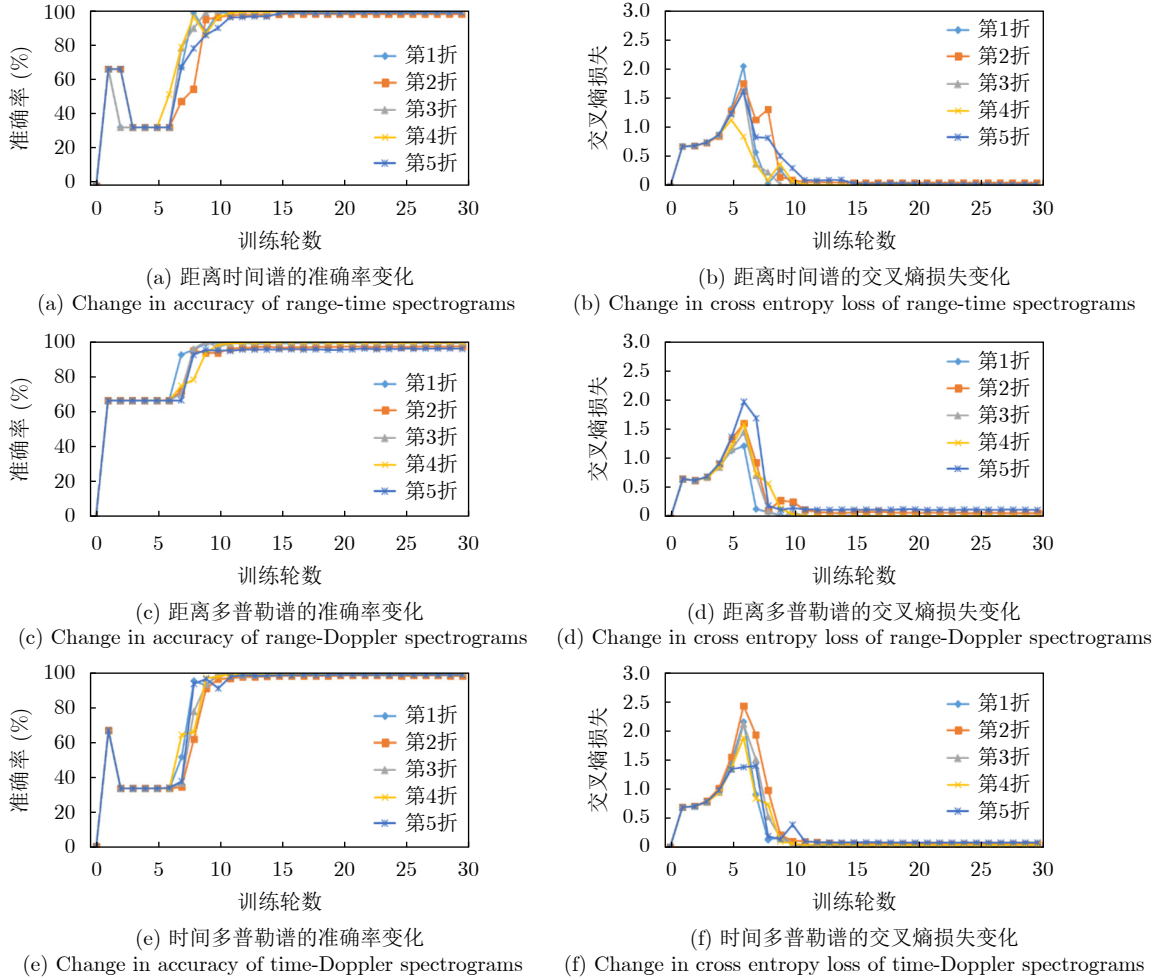 准确率 (%)
100
80
60
40
20
0
0 5 10 15 20 25 30
训练轮数
第1折
第2折
第3折
第4折
第5折
(a) 距离时间谱的准确率变化
(a) Change in accuracy of range-time spectrograms
交叉熵损失
3.0
2.5
2.0
1.5
1.0
0.5
0
0 5 10 15 20 25 30
训练轮数
第1折
第2折
第3折
第4折
第5折
(b) 距离时间谱的交叉熵损失变化
(b) Change in cross entropy loss of range-time spectrograms
准确率 (%)
100
80
60
40
20
0
0 5 10 15 20 25 30
训练轮数
第1折
第2折
第3折
第4折
第5折
(c) 距离多普勒谱的准确率变化
(c) Change in accuracy of range-Doppler spectrograms
交叉熵损失
3.0
2.5
2.0
1.5
1.0
0.5
0
0 5 10 15 20 25 30
训练轮数
第1折
第2折
第3折
第4折
第5折
(d) 距离多普勒谱的交叉熵损失变化
(d) Change in cross entropy loss of range-Doppler spectrograms
准确率 (%)
100
80
60
40
20
0
0 5 10 15 20 25 30
训练轮数
第1折
第2折
第3折
第4折
第5折
(e) 时间多普勒谱的准确率变化
(e) Change in accuracy of time-Doppler spectrograms
交叉熵损失
3.0
2.5
2.0
1.5
1.0
0.5
0
0 5 10 15 20 25 30
训练轮数
第1折
第2折
第3折
第4折
第5折
(f) 时间多普勒谱的交叉熵损失变化
(f) Change in cross entropy loss of time-Doppler spectrograms